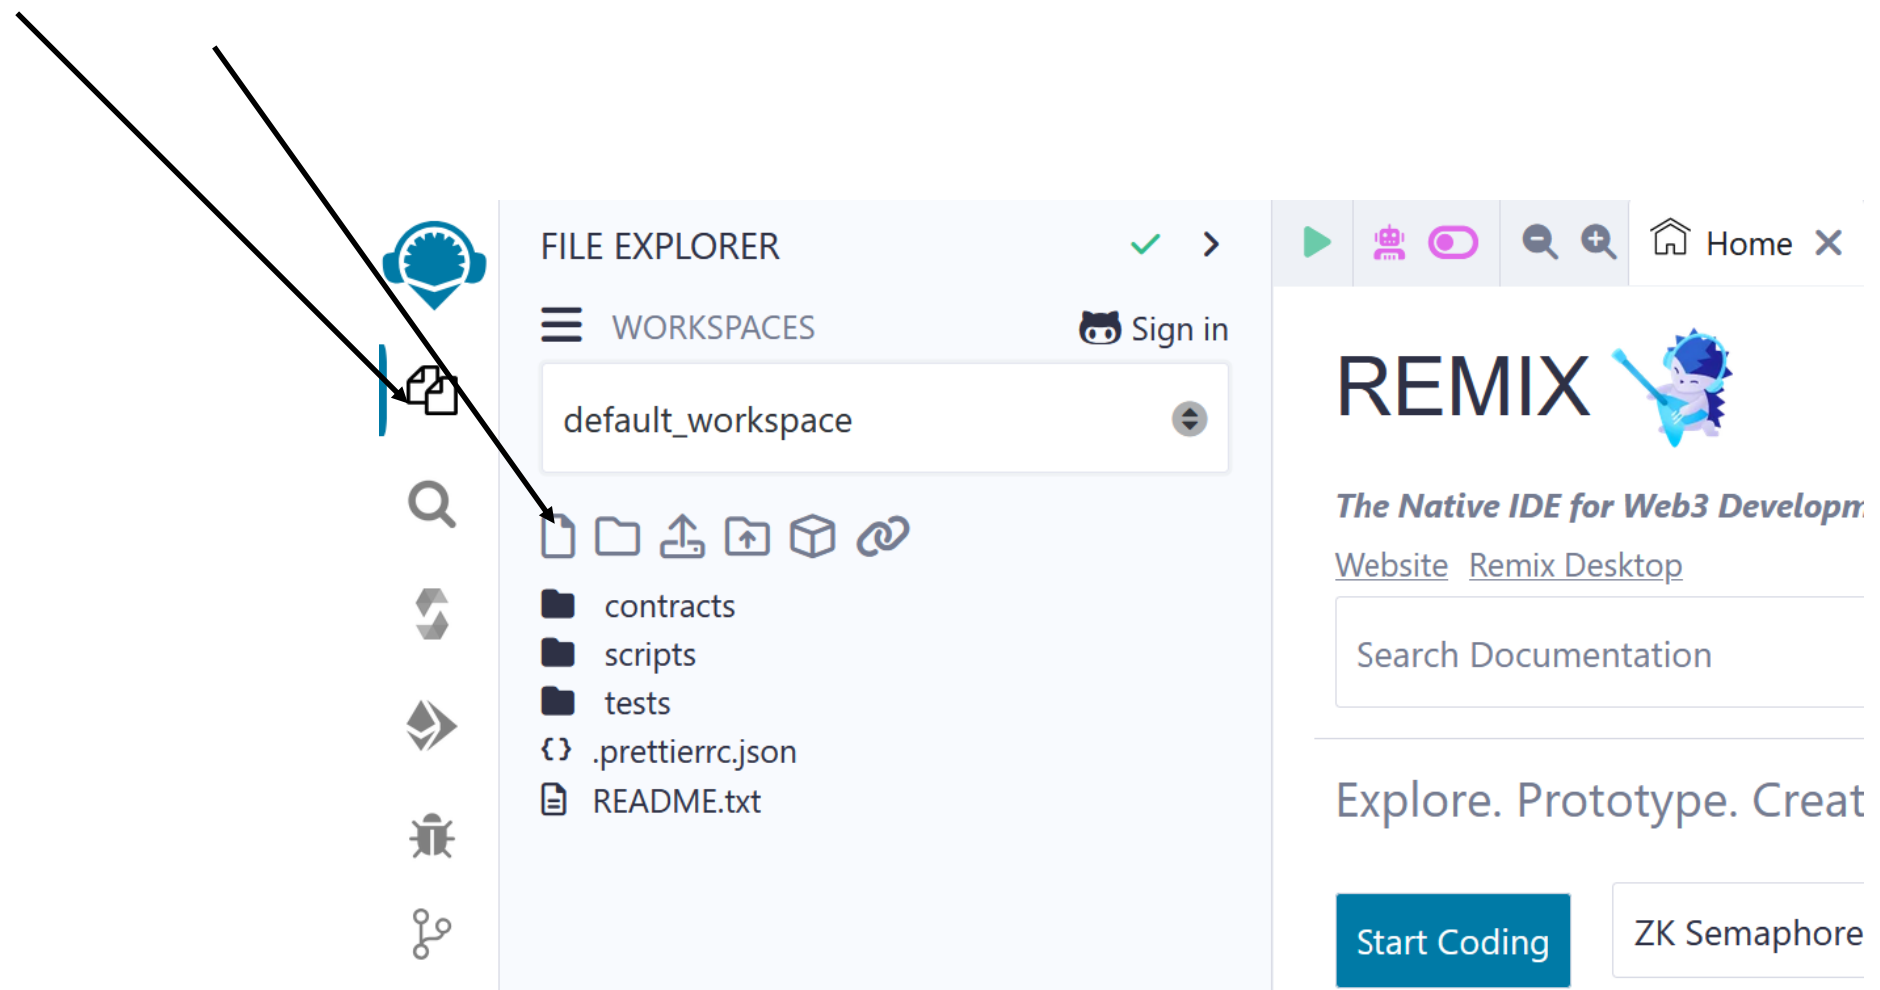 FILE EXPLORER
WORKSPACES
Sign in
default_workspace
contracts
scripts
tests
.prettierrc.json
README.txt
Home
REMIX
The Native IDE for Web3 Developm
Website Remix Desktop
Search Documentation
Explore. Prototype. Creat
Start Coding
ZK Semaphore